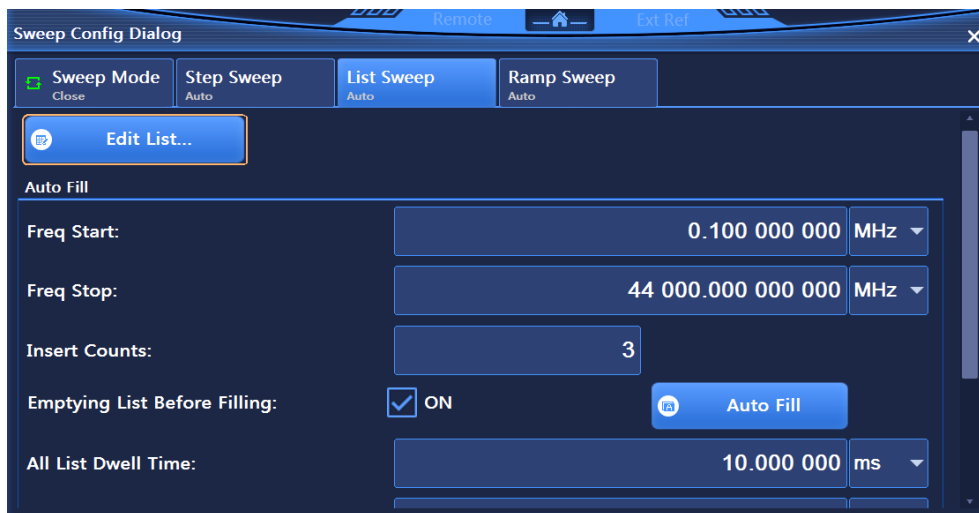 Remote Ext Ref
Sweep Config Dialog
Sweep Mode Step Sweep List Sweep Ramp Sweep
Close Auto Auto Auto
Edit List...
Auto Fill
Freq Start: 0.100 000 000 MHz
Freq Stop: 44 000.000 000 000 MHz
Insert Counts: 3
Emptying List Before Filling: ON Auto Fill
All List Dwell Time: 10.000 000 ms